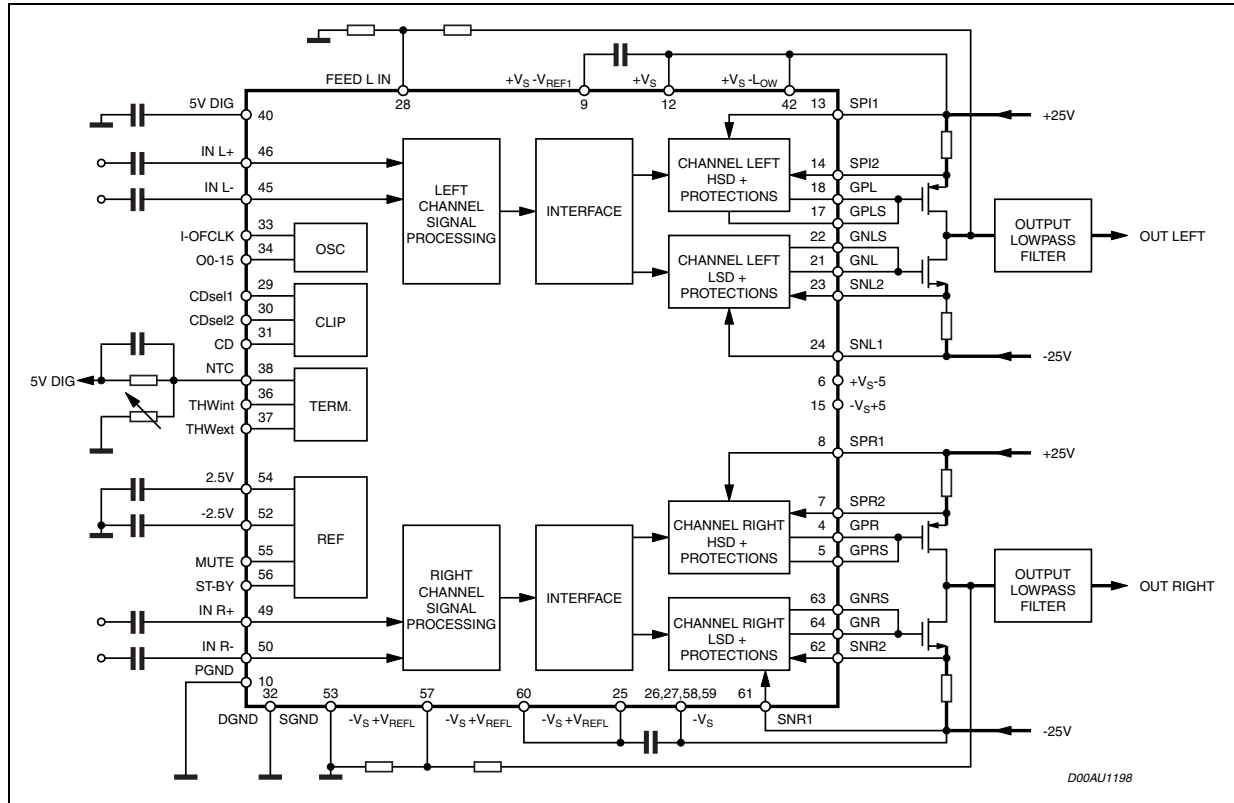 FEED L IN
28
+VS -VREF1
9
+VS
12
+VS -LOW
42
5V DIG
40
IN L+
46
IN L-
45
I-OFCLK
33
O0-15
34
OSC
CDsel1
29
CDsel2
30
CD
31
CLIP
5V DIG
NTC
38
THWint
36
THWext
37
TERM.
2.5V
54
-2.5V
52
MUTE
55
ST-BY
56
REF
IN R+
49
IN R-
50
PGND
10
LEFT
CHANNEL
SIGNAL
PROCESSING
INTERFACE
CHANNEL LEFT
HSD +
PROTECTIONS
CHANNEL LEFT
LSD +
PROTECTIONS
13
SPI1
+25V
14
SPI2
18
GPL
17
GPLS
22
GNLS
21
GNL
23
SNL2
24
SNL1
-25V
OUTPUT
LOWPASS
FILTER
OUT LEFT
6
+VS-5
15
-VS+5
RIGHT
CHANNEL
SIGNAL
PROCESSING
INTERFACE
CHANNEL RIGHT
HSD +
PROTECTIONS
CHANNEL RIGHT
LSD +
PROTECTIONS
8
SPR1
+25V
7
SPR2
4
GPR
5
GPRS
63
GNRS
64
GNR
62
SNR2
OUTPUT
LOWPASS
FILTER
OUT RIGHT
32
DGND
53
SGND
57
-VS +VREFL
60
-VS +VREFL
25
-VS +VREFL
26,27,58,59
-VS
61
SNR1
-25V
D00AU1198